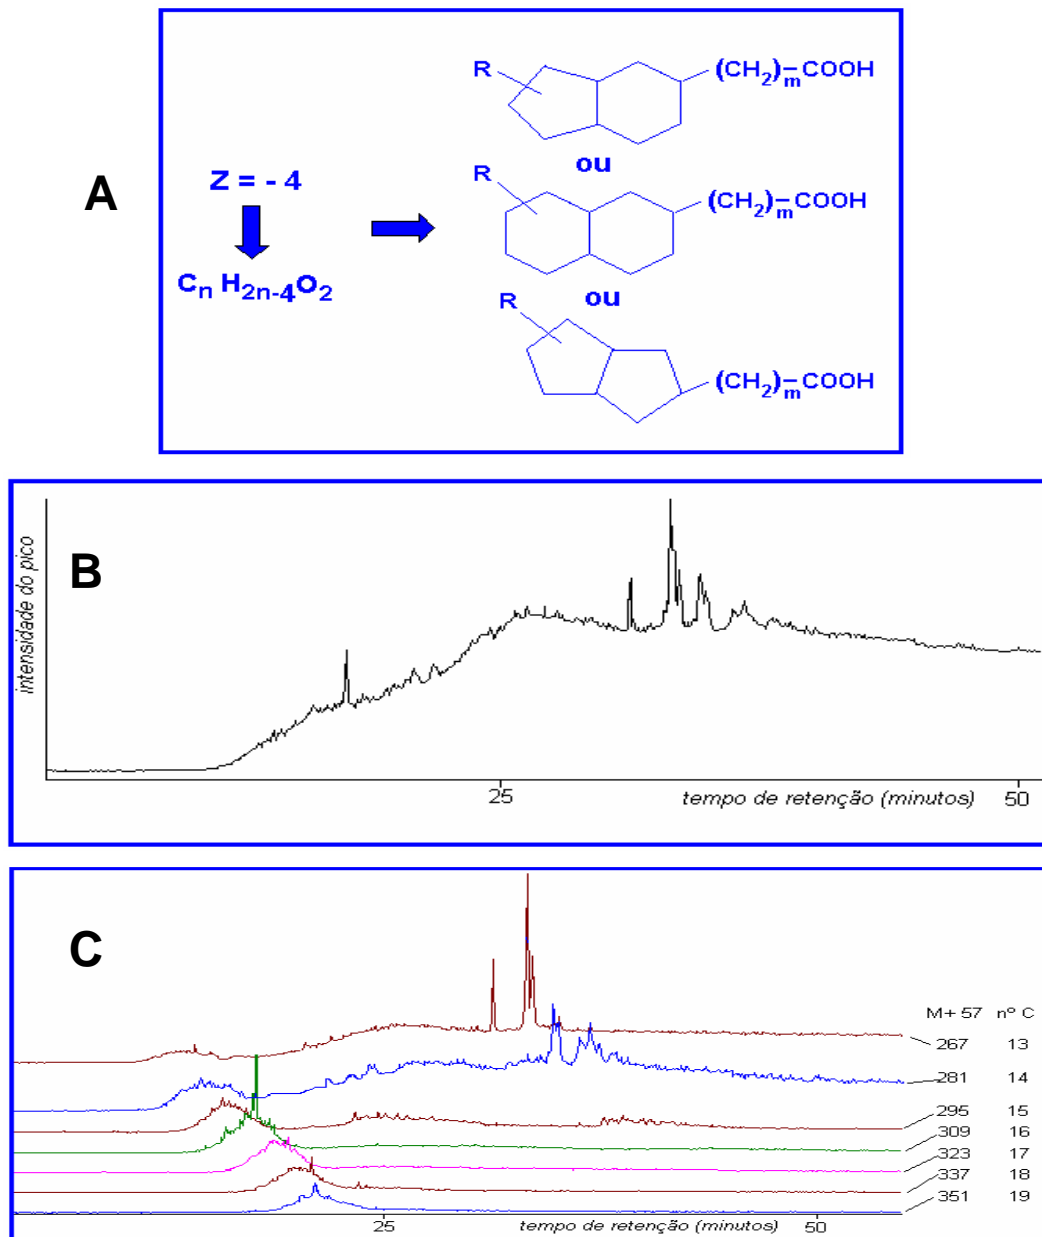 A
Z = - 4
CnH2n-4O2
R
(CH2)m–COOH
ou
R
(CH2)m–COOH
ou
R
(CH2)m–COOH
B
intensidade do pico
25
tempo de retenção (minutos)
50
C
M+ 57 nº C
267 13
281 14
295 15
309 16
323 17
337 18
351 19
25
tempo de retenção (minutos)
50